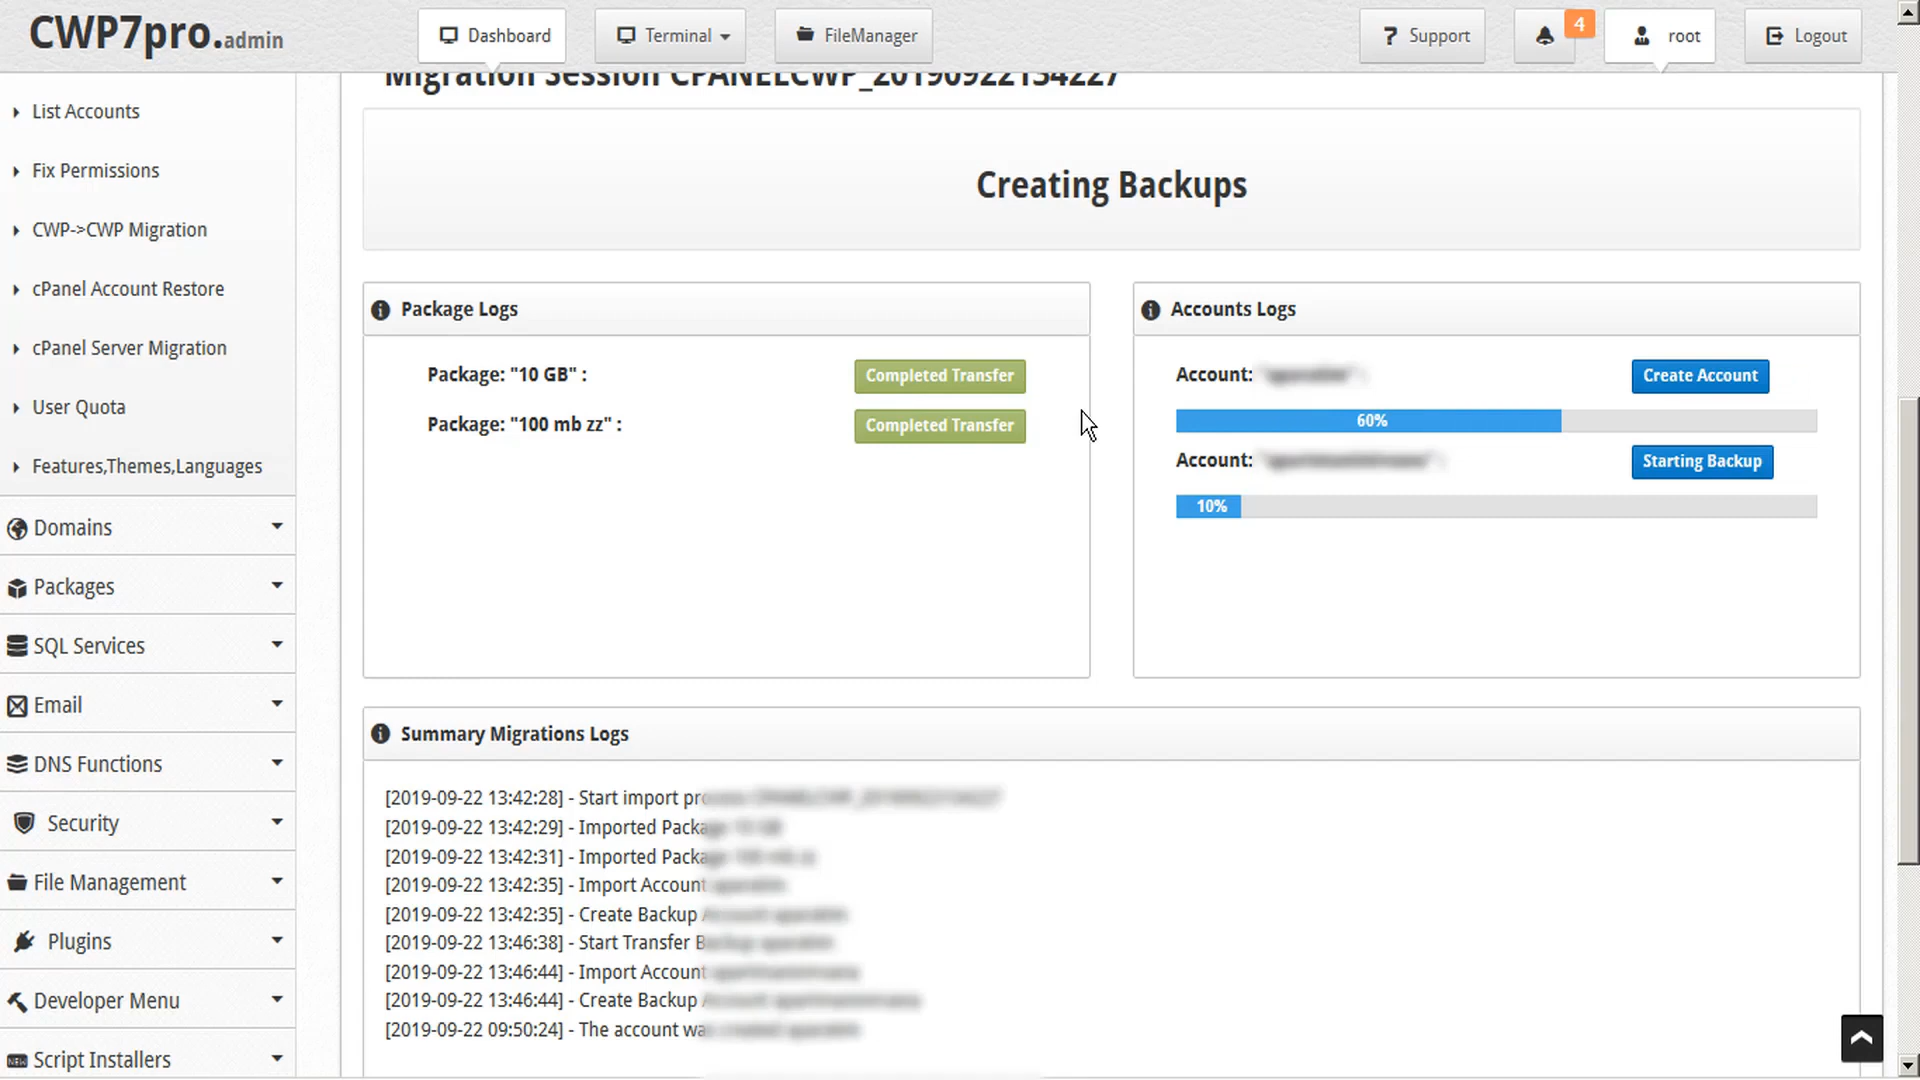 CWP7pro.admin
Dashboard
Terminal
FileManager
? Support
4
root
Logout
Migration Session CPANELCWP_20190922134227
List Accounts
Fix Permissions
CWP->CWP Migration
cPanel Account Restore
cPanel Server Migration
User Quota
Features,Themes,Languages
Domains
Packages
SQL Services
Email
DNS Functions
Security
File Management
Plugins
Developer Menu
NEW Script Installers
Creating Backups
Package Logs
Package: "10 GB" : Completed Transfer
Package: "100 mb zz" : Completed Transfer
Accounts Logs
Account: Create Account
60%
Account: Starting Backup
10%
Summary Migrations Logs
[2019-09-22 13:42:28] - Start import
[2019-09-22 13:42:29] - Imported Package
[2019-09-22 13:42:31] - Imported Package
[2019-09-22 13:42:35] - Import Account
[2019-09-22 13:42:35] - Create Backup
[2019-09-22 13:46:38] - Start Transfer
[2019-09-22 13:46:44] - Import Account
[2019-09-22 13:46:44] - Create Backup
[2019-09-22 09:50:24] - The account was